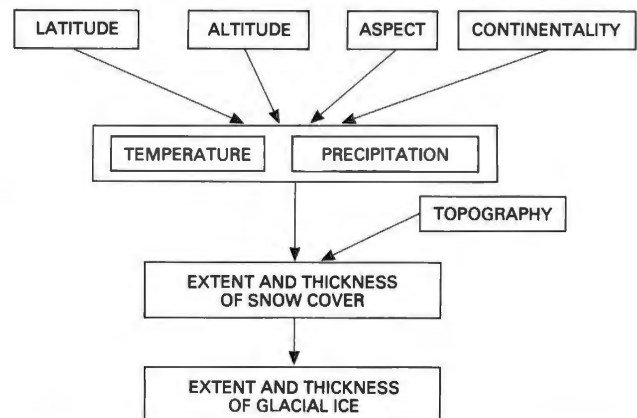 LATITUDE
ALTITUDE
ASPECT
CONTINENTALITY
TEMPERATURE
PRECIPITATION
TOPOGRAPHY
EXTENT AND THICKNESS
OF SNOW COVER
EXTENT AND THICKNESS
OF GLACIAL ICE